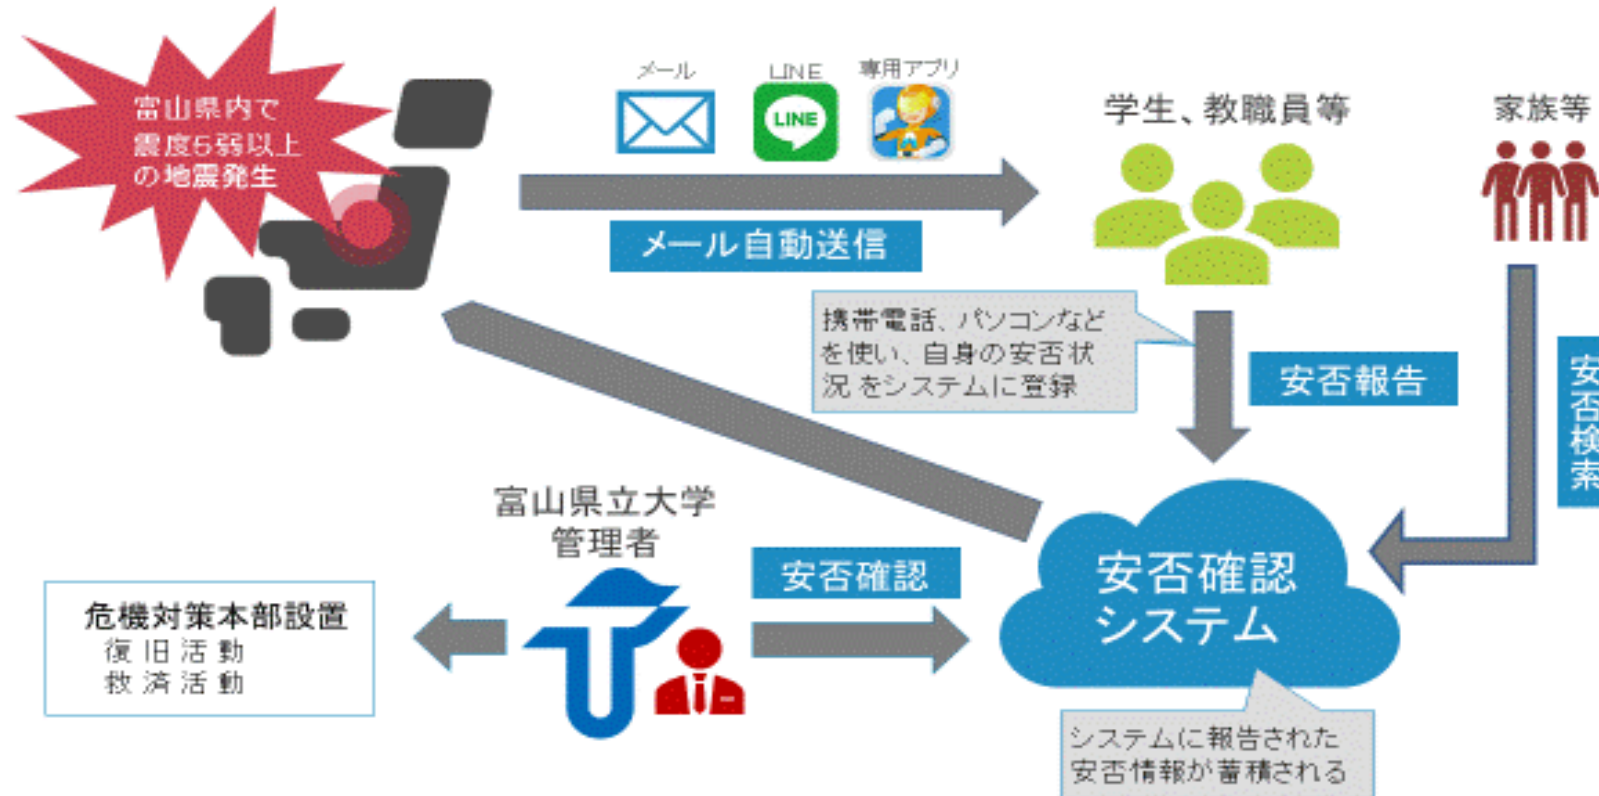 富山県内で
震度5弱以上
の地震発生
メール
LINE
専用アプリ
LINE
メール自動送信
学生、教職員等
家族等
携帯電話、パソコンなど
を使い、自身の安否状
況をシステムに登録
安否報告
安否検索
富山県立大学
管理者
安否確認
安否確認
システム
危機対策本部設置
復旧活動
救済活動
システムに報告された
安否情報が蓄積される